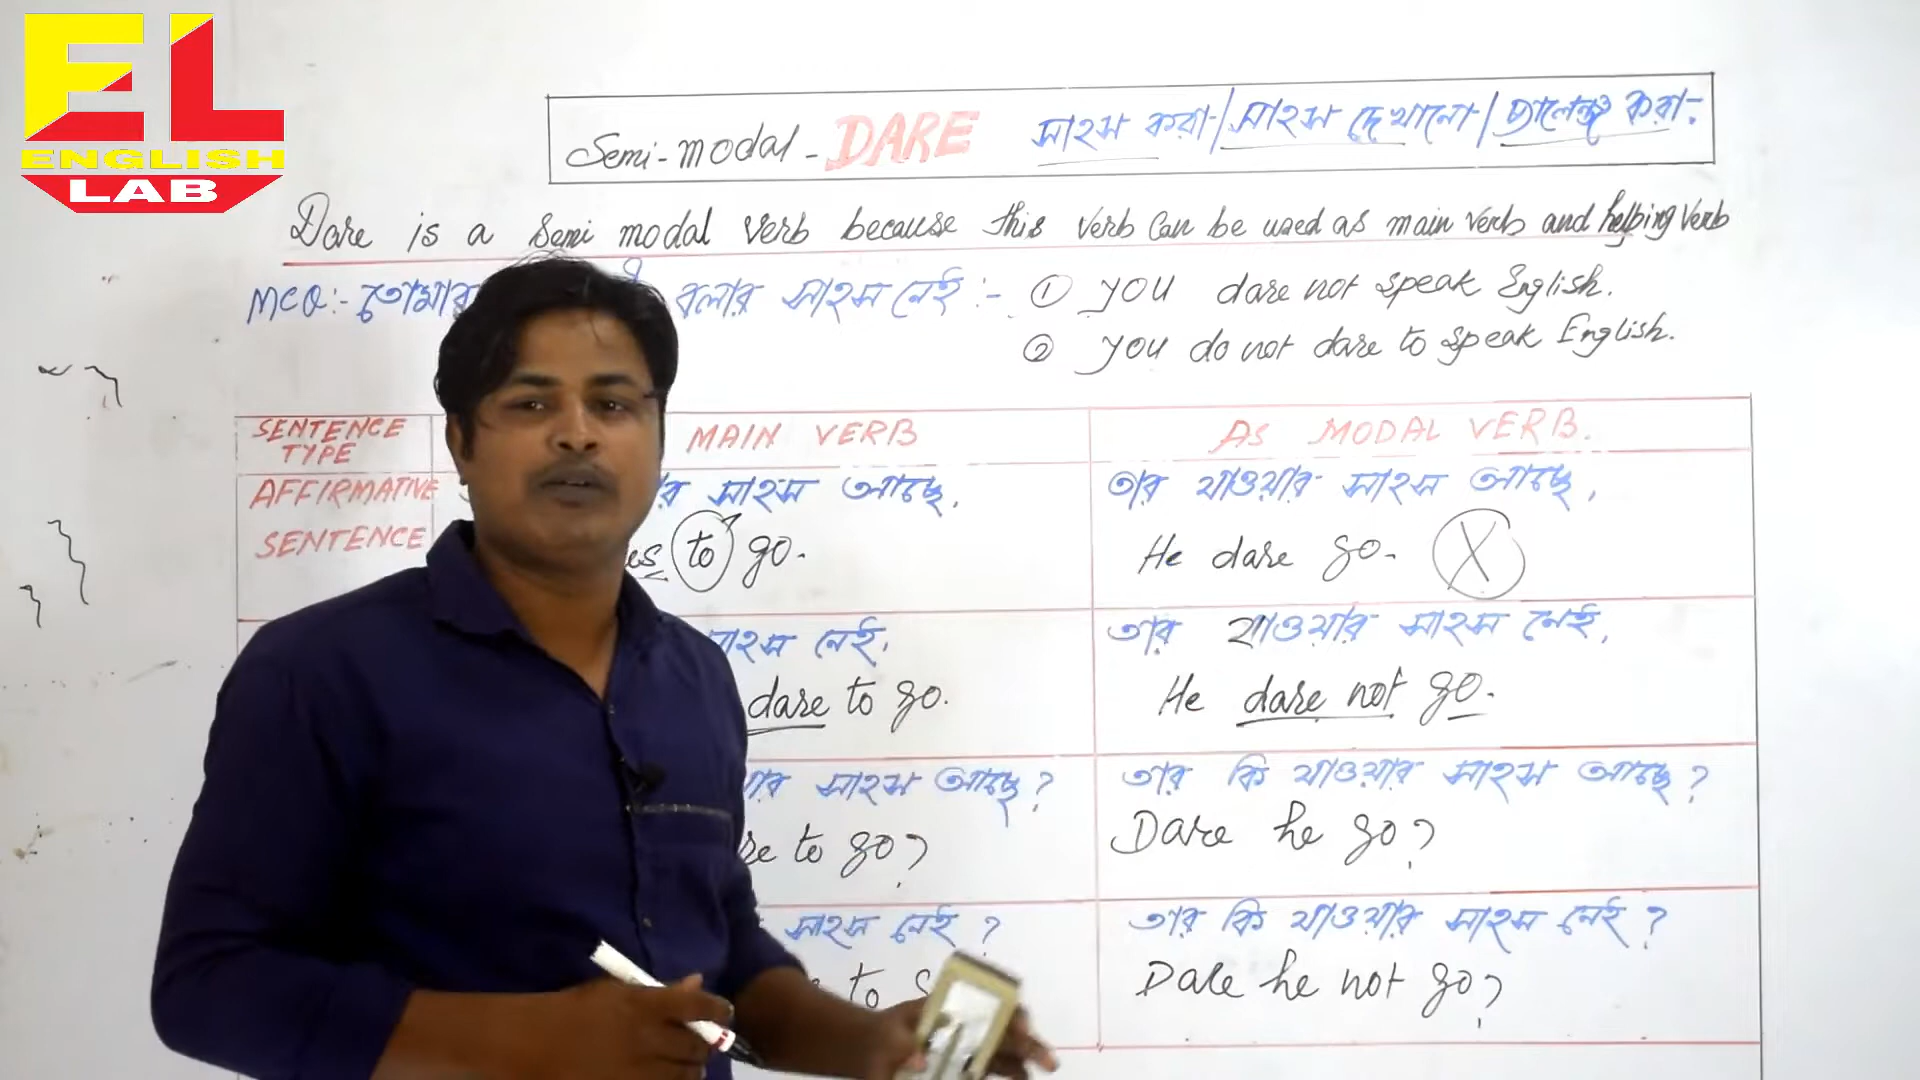 EL
ENGLISH
LAB
Semi-modal - DARE সাহস করা / সাহস দেখানো / চ্যালেঞ্জ করা :
Dare is a semi modal verb because this verb can be used as main verb and helping verb
MCQ :- তোমার বলার সাহস নেই :- ① you dare not speak English.
② you do not dare to speak English.
SENTENCE TYPE MAIN VERB AS MODAL VERB.
AFFIRMATIVE SENTENCE
সাহস আছে.
to go.
তার যাওয়ার সাহস আছে.
He dare go. X
সাহস নেই.
dare to go.
তার যাওয়ার সাহস নেই.
He dare not go.
সাহস আছে ?
to go?
তার কি যাওয়ার সাহস আছে ?
Dare he go?
সাহস নেই ?
to
তার কি যাওয়ার সাহস নেই ?
Dare he not go?